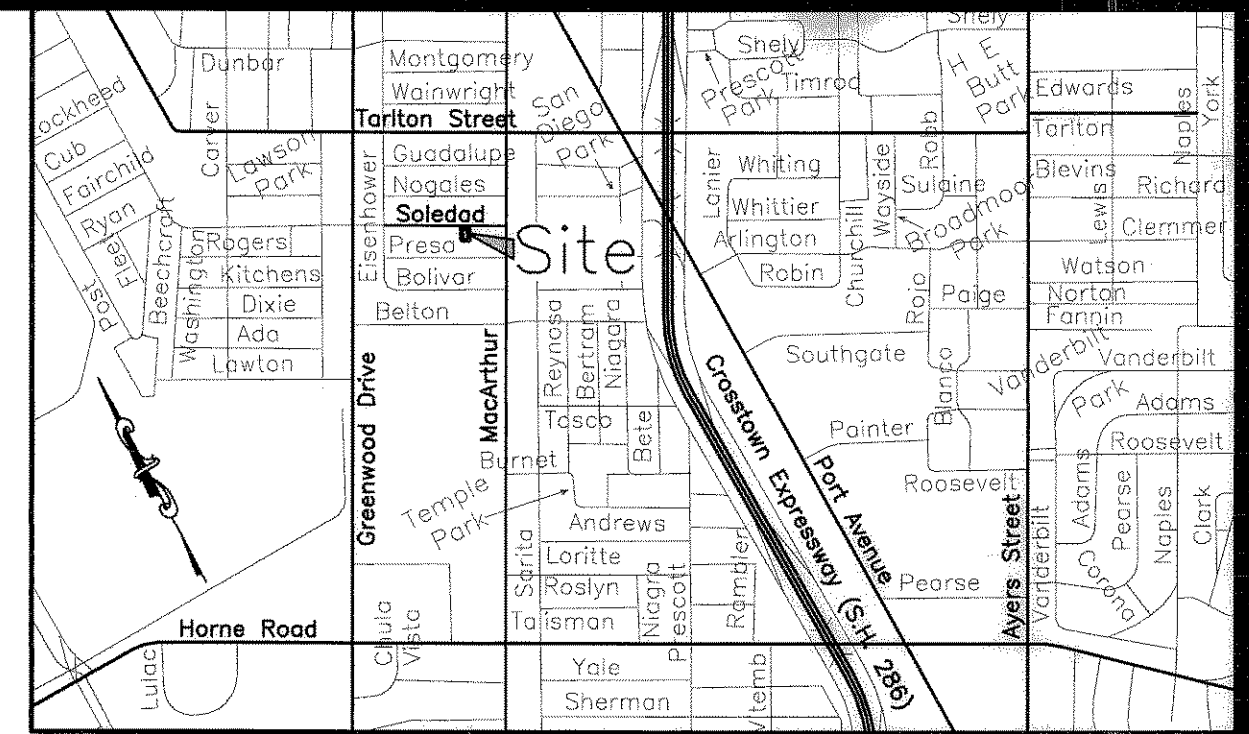 Shely
Montgomery
Dunbar
Shely
H E
Butt
Park
Prescott
Park
Timrod
Wainwright
San
Diego
Park
Edwards
Naples
York
Lockheed
Carver
Tarlton Street
Tarlton
Cub
Lawson
Park
Eisenhower
Guadalupe
Lanier
Whiting
Wayside
Robb
Blevins
Fairchild
Nogales
Sulaine
Lewis
Richard
Ryan
Soledad
Whittier
Broadmoor
Park
Clemmer
Fleet
Beechcraft
Washington
Rogers
Presa
Site
Arlington
Churchill
Watson
Post
Kitchens
Bolivar
Robin
Rojo
Paige
Norton
Dixie
Belton
Reynosa
Bertram
Niagara
Fannin
Ada
Lawton
Southgate
Blanco
Vanderbilt
Park
Vanderbilt
Greenwood Drive
MacArthur
Crosstown Expressway (S.H. 286)
Port Avenue
Adams
Tosco
Bete
Painter
Roosevelt
Burnet
Temple
Park
Roosevelt
Ayers Street
Vanderbilt
Adams
Pearse
Naples
Clark
Andrews
Sarita
Loritte
Roslyn
Niagra
Prescott
Rambler
Pearse
Corona
Talisman
Horne Road
Chula
Vista
Lulac
Yale
Sherman